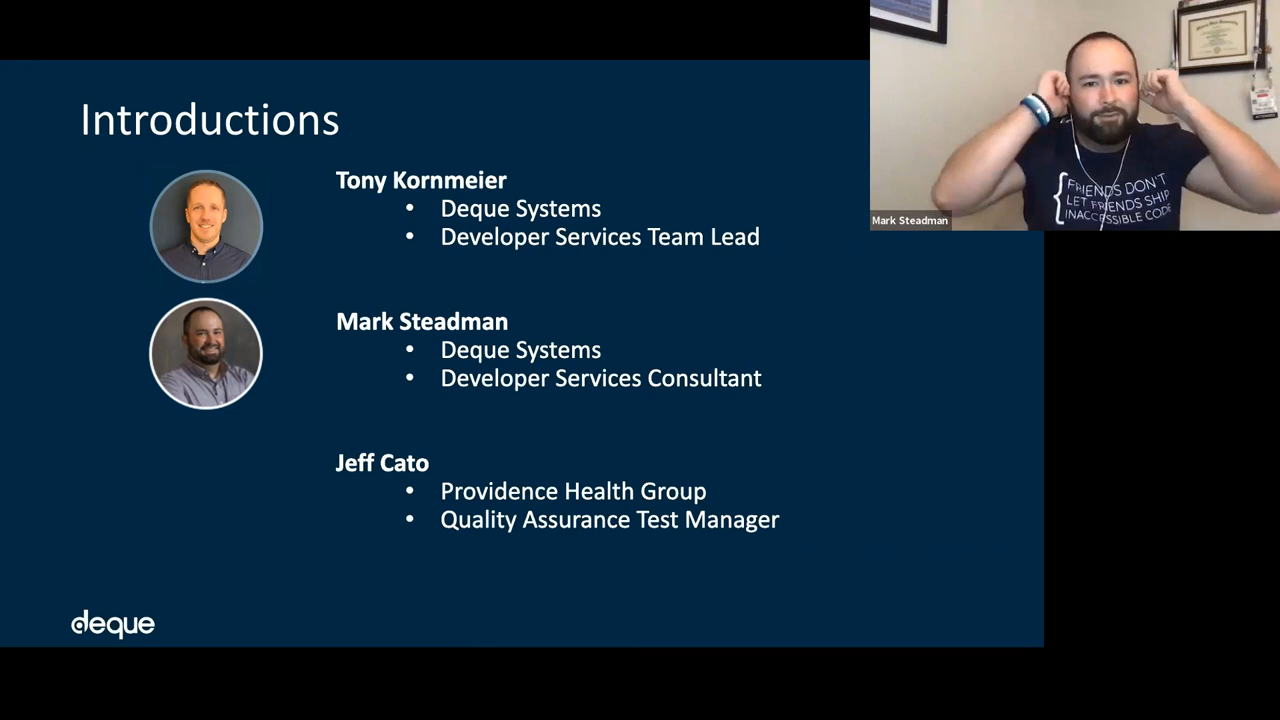 Introductions
Tony Kornmeier
• Deque Systems
• Developer Services Team Lead
Mark Steadman
• Deque Systems
• Developer Services Consultant
Jeff Cato
• Providence Health Group
• Quality Assurance Test Manager
deque
Mark Steadman
{FRIENDS DON'T
LET FRIENDS SHIP
INACCESSIBLE CODE